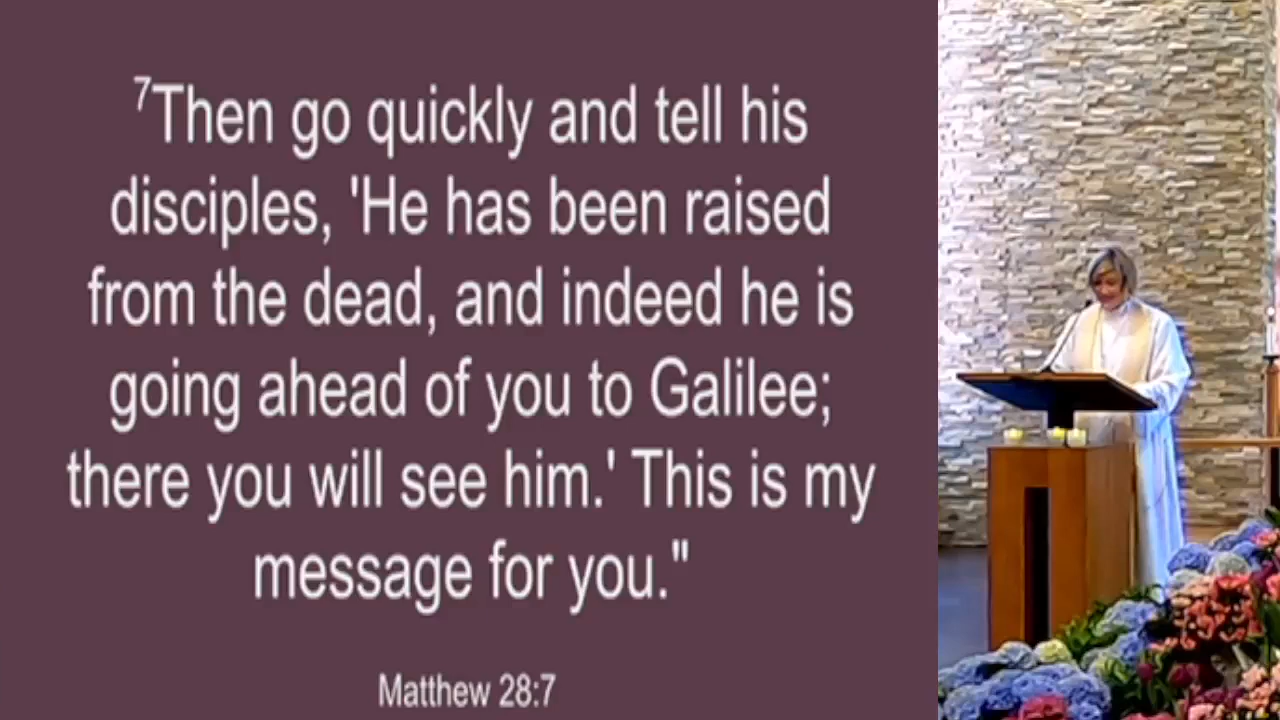 7Then go quickly and tell his
disciples, 'He has been raised
from the dead, and indeed he is
going ahead of you to Galilee;
there you will see him.' This is my
message for you."
Matthew 28:7